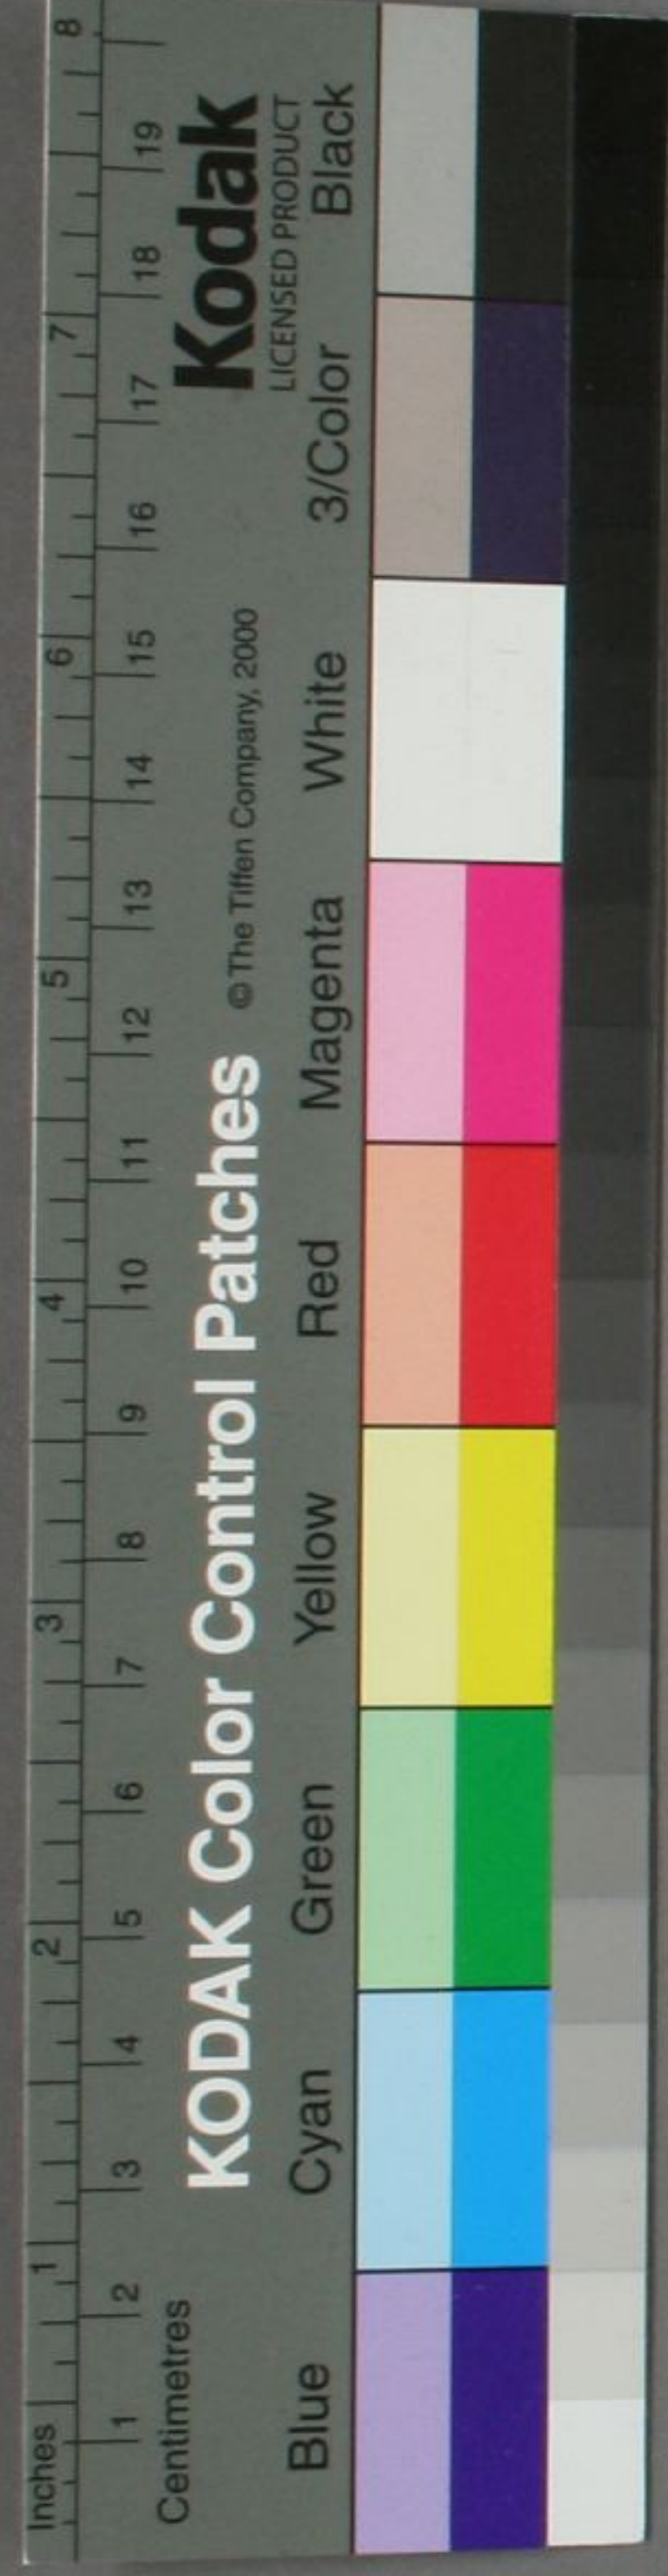 Inches 1 2 3 4 5 6 7 8
1 2 3 4 5 6 7 8 9 10 11 12 13 14 15 16 17 18 19
Centimetres
KODAK Color Control Patches © The Tiffen Company, 2000 Kodak
LICENSED PRODUCT
Blue Cyan Green Yellow Red Magenta White 3/Color Black